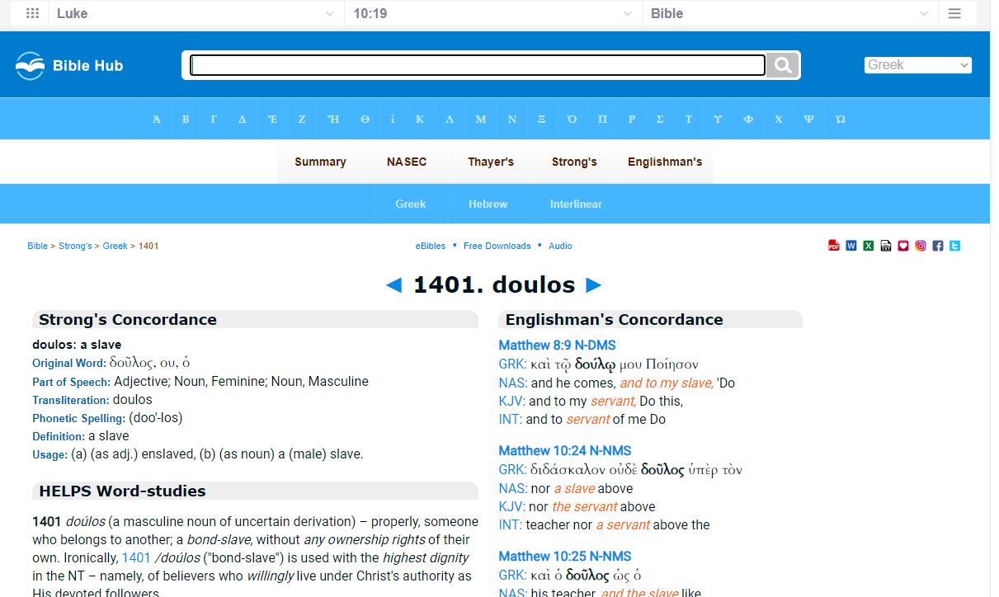 Luke 10:19 Bible
Bible Hub Greek
Ἀ Β Γ Δ Ἐ Ζ Ἠ Θ ἰ Κ Λ Μ Ν Ξ Ὀ Π Ρ Σ Τ Υ Φ Χ Ψ Ὠ
Summary NASEC Thayer's Strong's Englishman's
Greek Hebrew Interlinear
Bible > Strong's > Greek > 1401
eBibles • Free Downloads • Audio
◄ 1401. doulos ►
Strong's Concordance
doulos: a slave
Original Word: δοῦλος, ου, ὁ
Part of Speech: Adjective; Noun, Feminine; Noun, Masculine
Transliteration: doulos
Phonetic Spelling: (doo'-los)
Definition: a slave
Usage: (a) (as adj.) enslaved, (b) (as noun) a (male) slave.
HELPS Word-studies
1401 doúlos (a masculine noun of uncertain derivation) – properly, someone
who belongs to another; a bond-slave, without any ownership rights of their
own. Ironically, 1401 /doúlos ("bond-slave") is used with the highest dignity
in the NT – namely, of believers who willingly live under Christ's authority as
His devoted followers.
Englishman's Concordance
Matthew 8:9 N-DMS
GRK: καὶ τῷ δούλῳ μου Ποίησον
NAS: and he comes, and to my slave, 'Do
KJV: and to my servant, Do this,
INT: and to servant of me Do
Matthew 10:24 N-NMS
GRK: διδάσκαλον οὐδὲ δοῦλος ὑπὲρ τὸν
NAS: nor a slave above
KJV: nor the servant above
INT: teacher nor a servant above the
Matthew 10:25 N-NMS
GRK: καὶ ὁ δοῦλος ὡς ὁ
NAS: his teacher, and the slave like